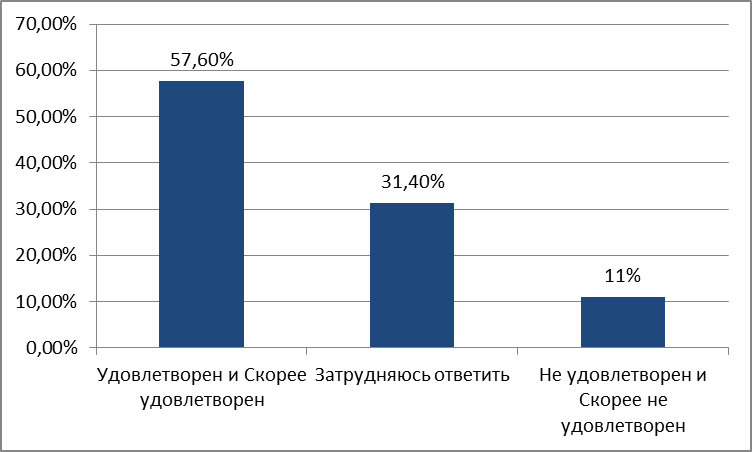 70,00%
60,00%
50,00%
40,00%
30,00%
20,00%
10,00%
0,00%
57,60%
31,40%
11%
Удовлетворен и Скорее
удовлетворен
Затрудняюсь ответить
Не удовлетворен и
Скорее не
удовлетворен